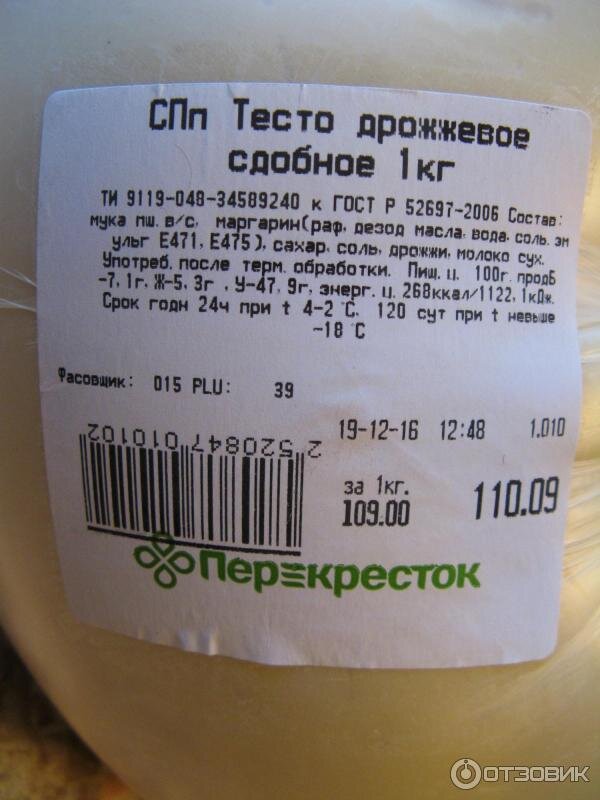 СПп Тесто дрожжевое
сдобное 1кг
ТИ 9119-048-34589240 к ГОСТ Р 52697-2006 Состав:
мука пш. в/с, маргарин(раф. дезод масла, вода, соль, эм
ульг Е471, Е475), сахар, соль, дрожжи, молоко сух.
Употреб. после терм. обработки. Пищ. ц. 100г. продБ
-7,1г, Ж-5,3г , У-47,9г, энерг. ц. 268ккал/1122,1кДж.
Срок годн 24ч при t 4-2°С, 120 сут при t невыше
-18°С
Фасовщик: 015 PLU: 39
2 520847 010102
19-12-16 12:48 1.010
за 1кг.
109.00 110.09
Перекресток
ОТЗОВИК